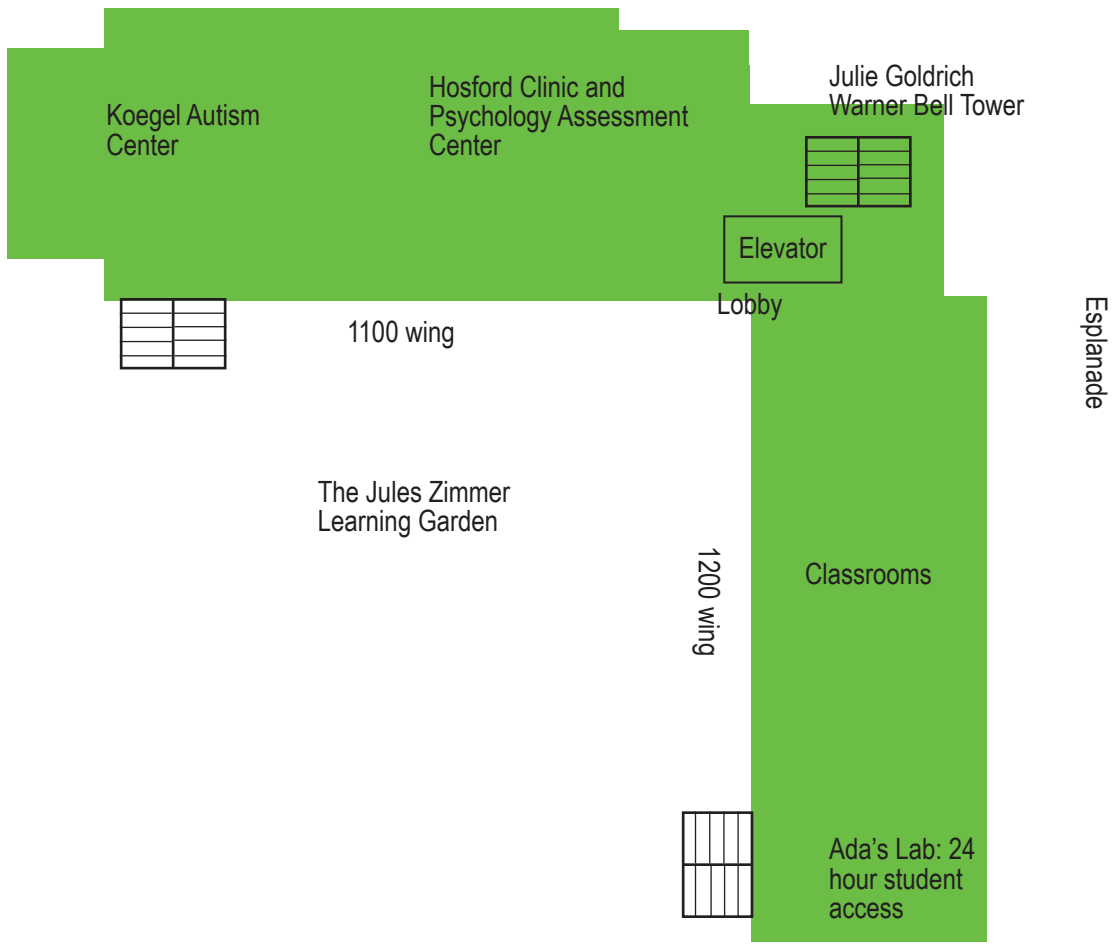 Koegel Autism
Center
Hosford Clinic and
Psychology Assessment
Center
Julie Goldrich
Warner Bell Tower
Elevator
Lobby
1100 wing
Esplanade
The Jules Zimmer
Learning Garden
1200 wing
Classrooms
Ada's Lab: 24
hour student
access